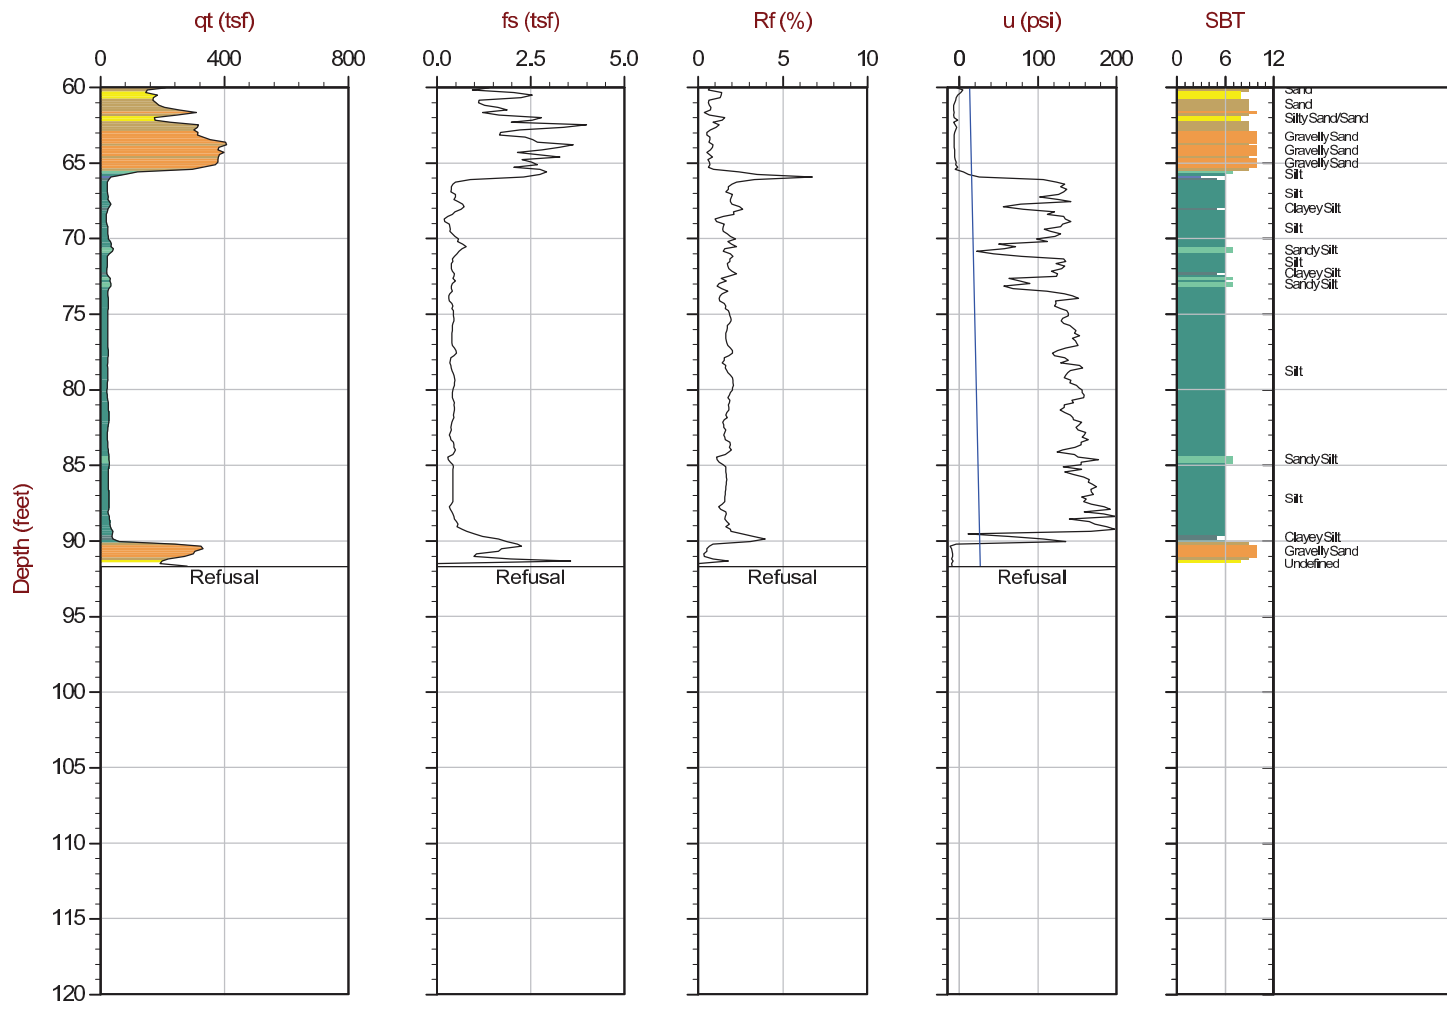 qt (tsf) fs (tsf) Rf (%) u (psi) SBT
0 400 800 0.0 2.5 5.0 0 5 10 0 100 200 0 6 12
60
Sand
Sand
Silty Sand/Sand
Gravelly Sand
Gravelly Sand
65
Gravelly Sand
Silt
Silt
Clayey Silt
Silt
70
Sandy Silt
Silt
Clayey Silt
Sandy Silt
75
Silt
80
Sandy Silt
85
Silt
Depth (feet)
Clayey Silt
90
Gravelly Sand
Undefined
Refusal Refusal Refusal Refusal
95
100
105
110
115
120